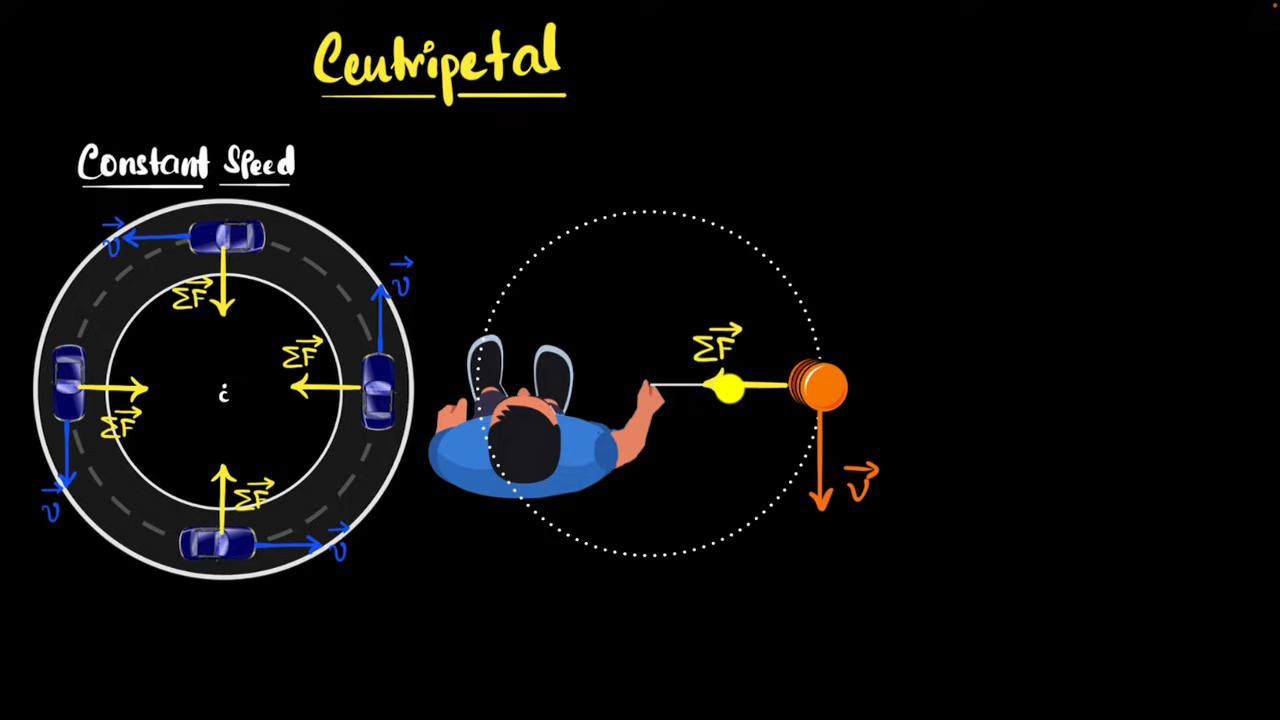 Centripetal
Constant Speed
v⃗
v⃗
ΣF⃗
ΣF⃗
ΣF⃗
ΣF⃗
v⃗
v⃗
ΣF⃗
v⃗